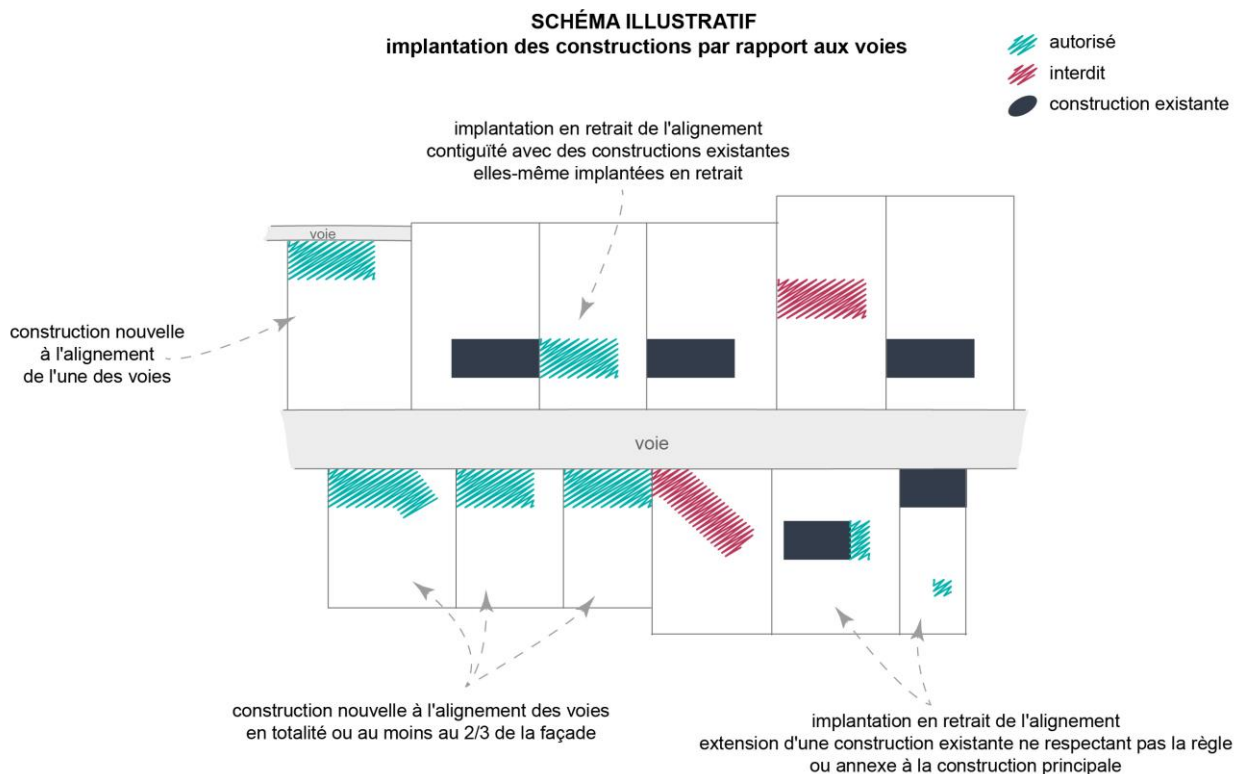 SCHÉMA ILLUSTRATIF
implantation des constructions par rapport aux voies
autorisé
interdit
construction existante
implantation en retrait de l'alignement
contiguïté avec des constructions existantes
elles-même implantées en retrait
voie
construction nouvelle
à l'alignement
de l'une des voies
voie
construction nouvelle à l'alignement des voies
en totalité ou au moins au 2/3 de la façade
implantation en retrait de l'alignement
extension d'une construction existante ne respectant pas la règle
ou annexe à la construction principale